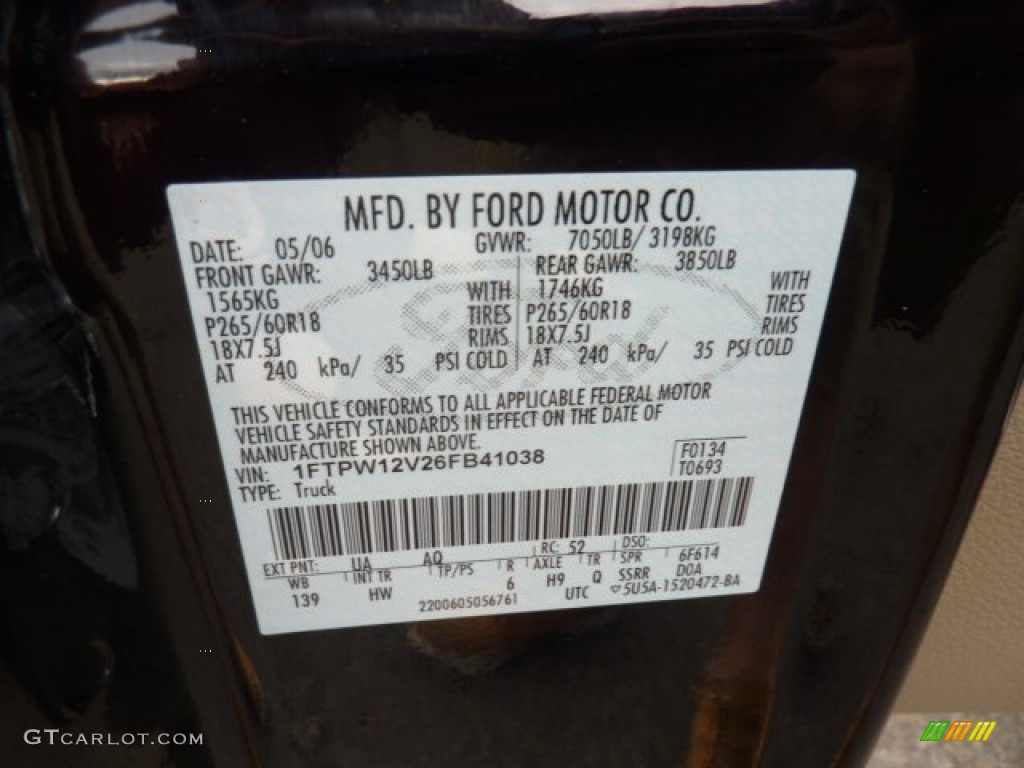 MFD. BY FORD MOTOR CO.
DATE: 05/06 GVWR: 7050LB/ 3198KG
FRONT GAWR: 3450LB REAR GAWR: 3850LB
1565KG WITH 1746KG WITH
P265/60R18 TIRES P265/60R18 TIRES
18X7.5J RIMS 18X7.5J RIMS
AT 240 kPa/ 35 PSI COLD AT 240 kPa/ 35 PSI COLD
Ford
THIS VEHICLE CONFORMS TO ALL APPLICABLE FEDERAL MOTOR
VEHICLE SAFETY STANDARDS IN EFFECT ON THE DATE OF
MANUFACTURE SHOWN ABOVE.
VIN: 1FTPW12V26FB41038 F0134
TYPE: Truck T0693
EXT PNT: UA AQ RC: 52 DSO:
WB INT TR TP/PS R AXLE TR SPR 6F614
139 HW 6 H9 Q SSRR D0A
2200605056761 UTC ▽5U5A-1520472-BA
GTCARLOT.COM